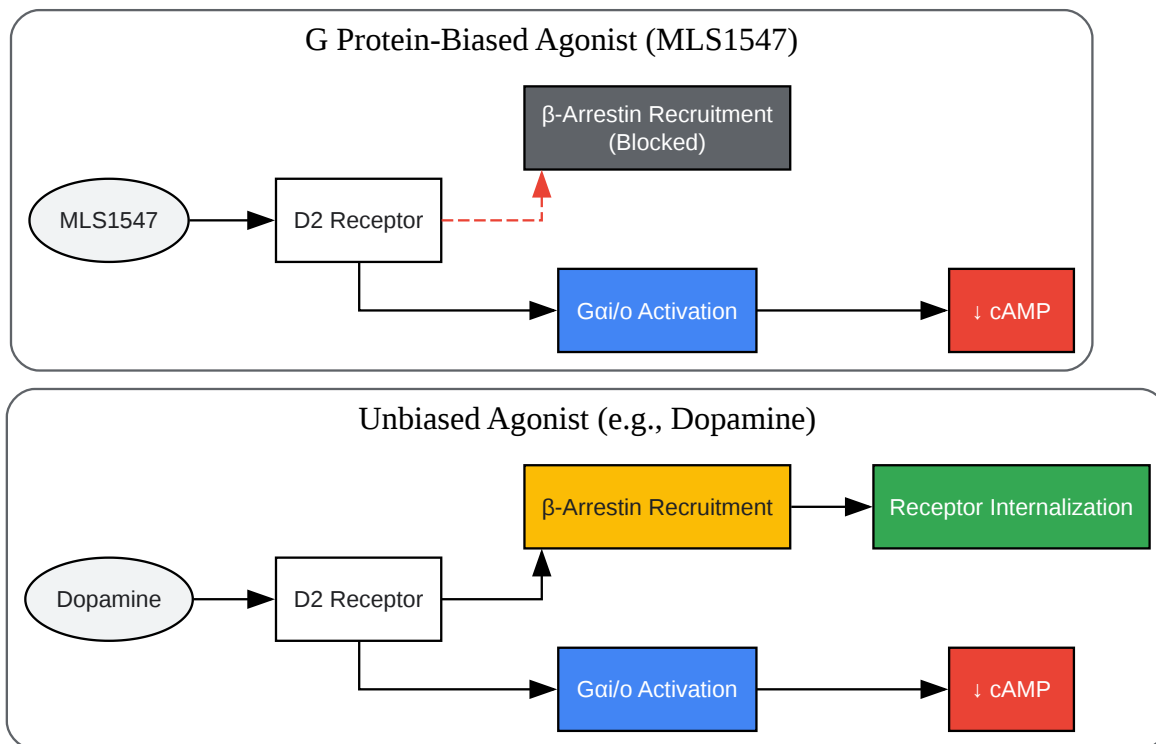 G Protein-Biased Agonist (MLS1547)
β-Arrestin Recruitment
(Blocked)
MLS1547
D2 Receptor
Gαi/o Activation
↓ cAMP
Unbiased Agonist (e.g., Dopamine)
β-Arrestin Recruitment
Receptor Internalization
Dopamine
D2 Receptor
Gαi/o Activation
↓ cAMP